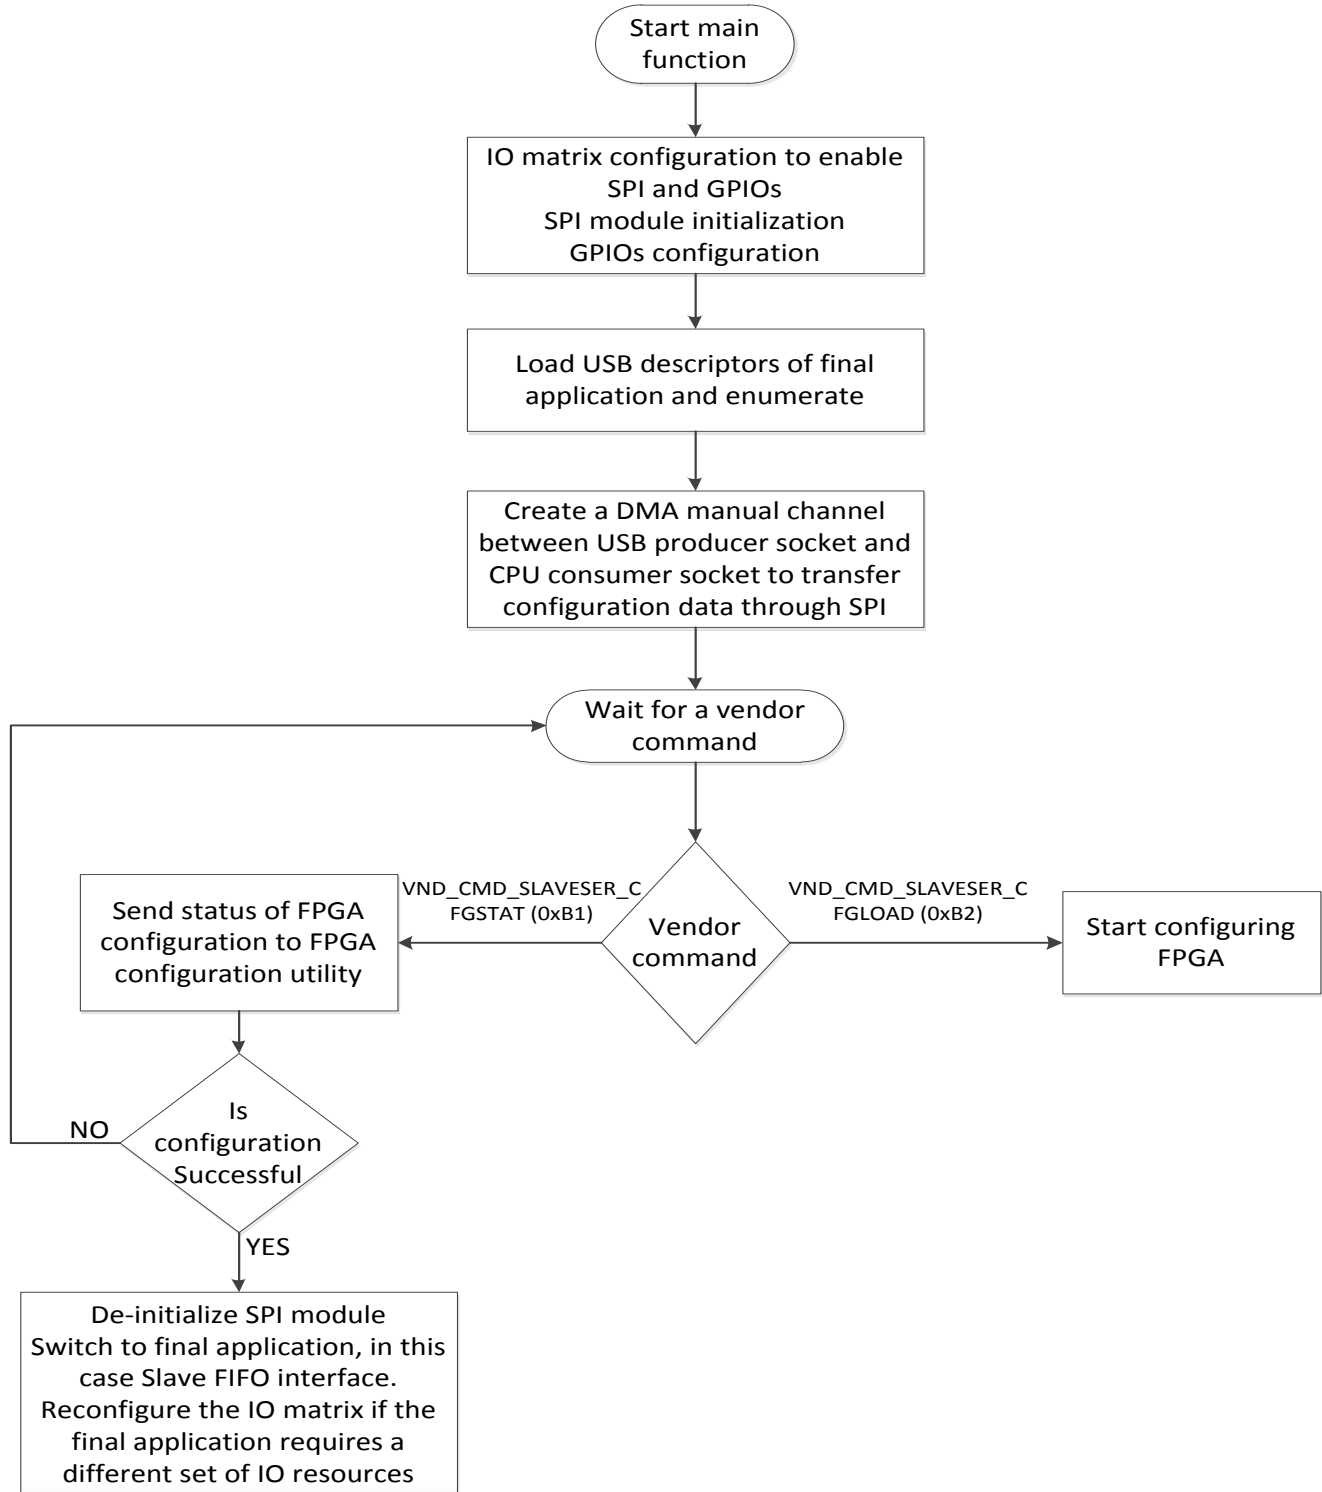 Start main
function
IO matrix configuration to enable
SPI and GPIOs
SPI module initialization
GPIOs configuration
Load USB descriptors of final
application and enumerate
Create a DMA manual channel
between USB producer socket and
CPU consumer socket to transfer
configuration data through SPI
Wait for a vendor
command
VND_CMD_SLAVESER_C
FGSTAT (0xB1)
Vendor
command
VND_CMD_SLAVESER_C
FGLOAD (0xB2)
Send status of FPGA
configuration to FPGA
configuration utility
Start configuring
FPGA
Is
configuration
Successful
NO
YES
De-initialize SPI module
Switch to final application, in this
case Slave FIFO interface.
Reconfigure the IO matrix if the
final application requires a
different set of IO resources